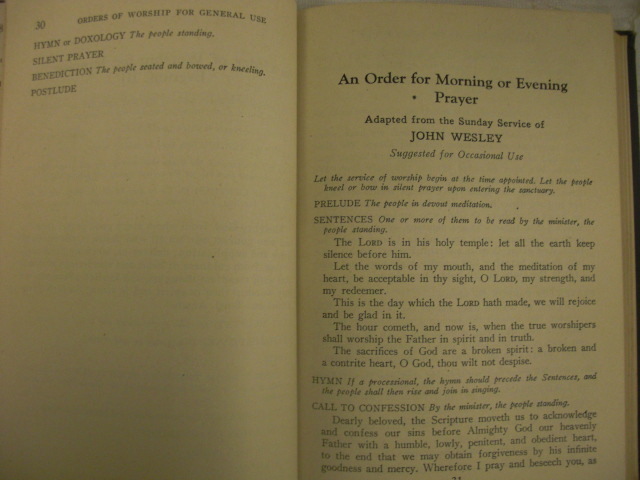 30 ORDERS OF WORSHIP FOR GENERAL USE
HYMN or DOXOLOGY The people standing.
SILENT PRAYER
BENEDICTION The people seated and bowed, or kneeling.
POSTLUDE
An Order for Morning or Evening
Prayer
Adapted from the Sunday Service of
JOHN WESLEY
Suggested for Occasional Use
Let the service of worship begin at the time appointed. Let the people
kneel or bow in silent prayer upon entering the sanctuary.
PRELUDE The people in devout meditation.
SENTENCES One or more of them to be read by the minister, the
people standing.
The LORD is in his holy temple: let all the earth keep
silence before him.
Let the words of my mouth, and the meditation of my
heart, be acceptable in thy sight, O LORD, my strength, and
my redeemer.
This is the day which the LORD hath made, we will rejoice
and be glad in it.
The hour cometh, and now is, when the true worshipers
shall worship the Father in spirit and in truth.
The sacrifices of God are a broken spirit: a broken and
a contrite heart, O God, thou wilt not despise.
HYMN If a processional, the hymn should precede the Sentences, and
the people shall then rise and join in singing.
CALL TO CONFESSION By the minister, the people standing.
Dearly beloved, the Scripture moveth us to acknowledge
and confess our sins before Almighty God our heavenly
Father with a humble, lowly, penitent, and obedient heart,
to the end that we may obtain forgiveness by his infinite
goodness and mercy. Wherefore I pray and beseech you, as